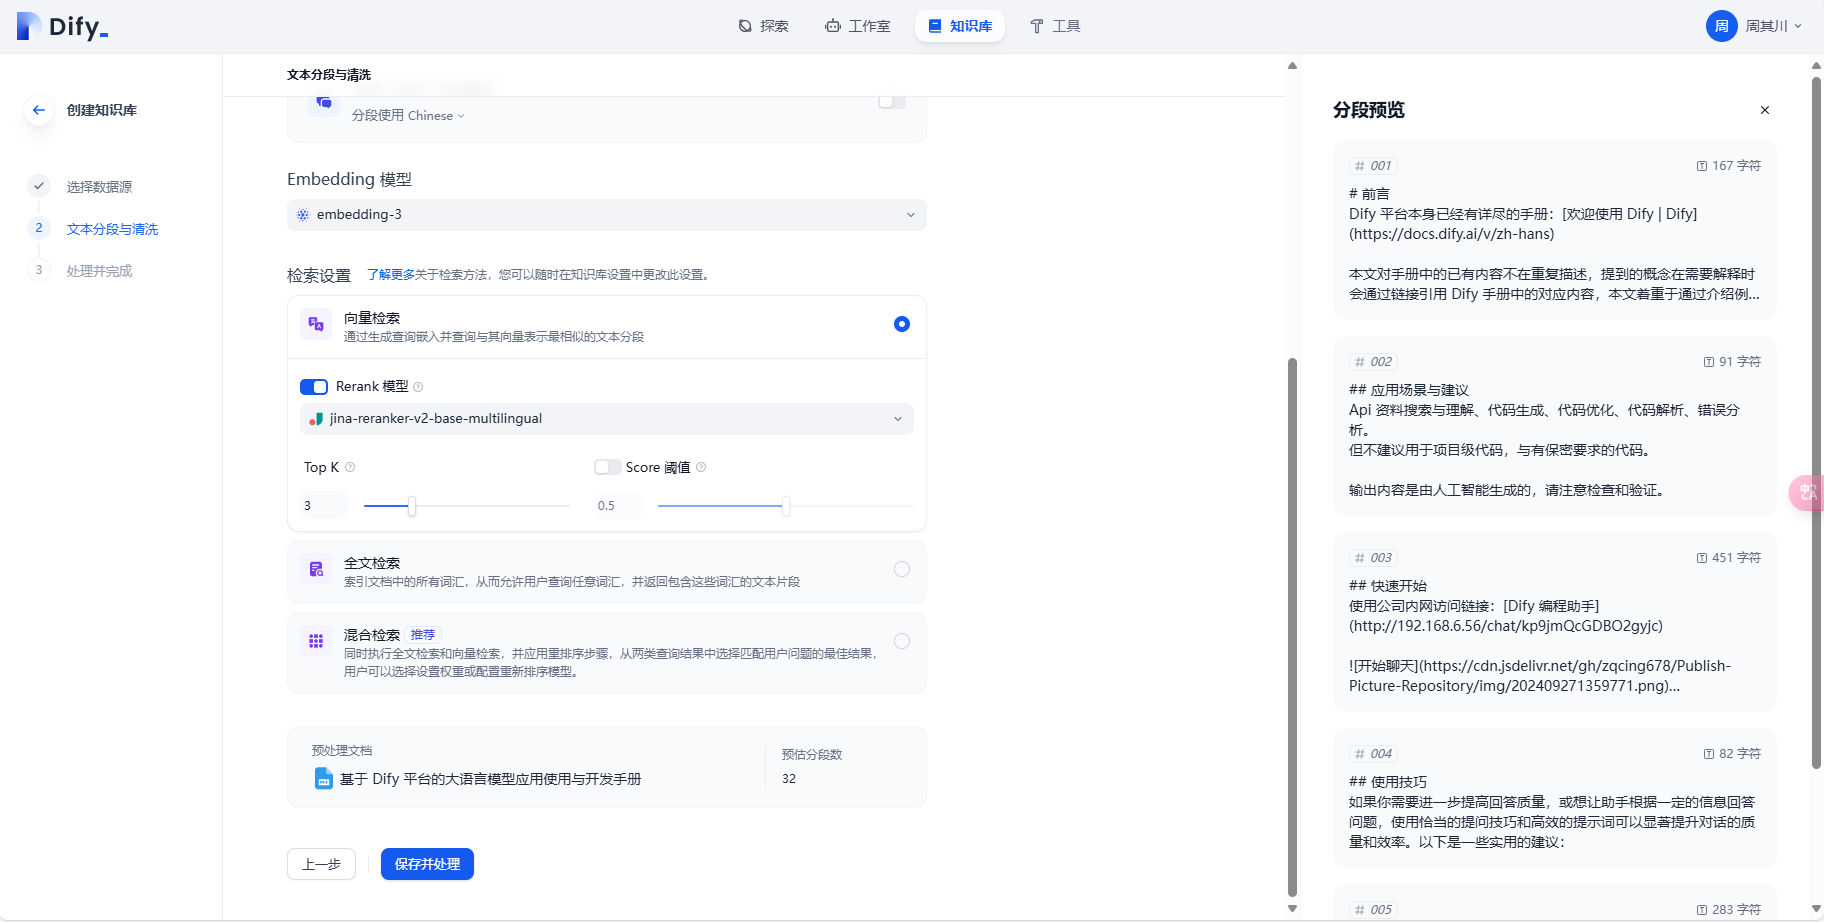 Dify_
探索
工作室
知识库
工具
周
周其川
创建知识库
选择数据源
2
文本分段与清洗
3
处理并完成
文本分段与清洗
分段使用 Chinese
Embedding 模型
embedding-3
检索设置
了解更多关于检索方法，您可以随时在知识库设置中更改此设置。
向量检索
通过生成查询嵌入并查询与其向量表示最相似的文本分段
Rerank 模型
jina-reranker-v2-base-multilingual
Top K
Score 阈值
3
0.5
全文检索
索引文档中的所有词汇，从而允许用户查询任意词汇，并返回包含这些词汇的文本片段
混合检索 推荐
同时执行全文检索和向量检索，并应用重排序步骤，从两类查询结果中选择匹配用户问题的最佳结果，
用户可以选择设置权重或配置重新排序模型。
预处理文档
基于 Dify 平台的大语言模型应用使用与开发手册
预估分段数
32
上一步
保存并处理
分段预览
# 001
167 字符
# 前言
Dify 平台本身已经有详尽的手册：[欢迎使用 Dify | Dify]
(https://docs.dify.ai/v/zh-hans)
本文对手册中的已有内容不在重复描述，提到的概念在需要解释时
会通过链接引用 Dify 手册中的对应内容，本文着重于通过介绍例...
# 002
91 字符
## 应用场景与建议
Api 资料搜索与理解、代码生成、代码优化、代码解析、错误分
析。
但不建议用于项目级代码，与有保密要求的代码。
输出内容是由人工智能生成的，请注意检查和验证。
# 003
451 字符
## 快速开始
使用公司内网访问链接：[Dify 编程助手]
(http://192.168.6.56/chat/kp9jmQcGDBO2gyjc)
![开始聊天](https://cdn.jsdelivr.net/gh/zqcing678/Publish-
Picture-Repository/img/202409271359771.png)...
# 004
82 字符
## 使用技巧
如果你需要进一步提高回答质量，或想让助手根据一定的信息回答
问题，使用恰当的提问技巧和高效的提示词可以显著提升对话的质
量和效率。以下是一些实用的建议：
# 005
283 字符